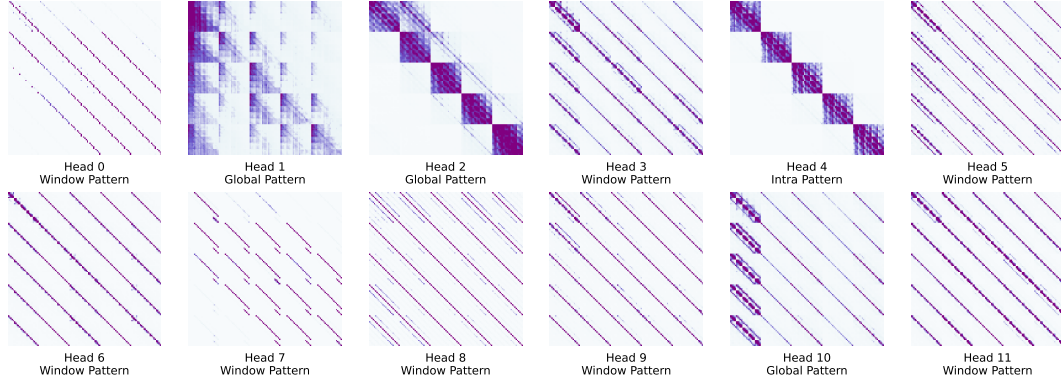 Head 0
Window Pattern
Head 1
Global Pattern
Head 2
Global Pattern
Head 3
Window Pattern
Head 4
Intra Pattern
Head 5
Window Pattern
Head 6
Window Pattern
Head 7
Window Pattern
Head 8
Window Pattern
Head 9
Window Pattern
Head 10
Global Pattern
Head 11
Window Pattern